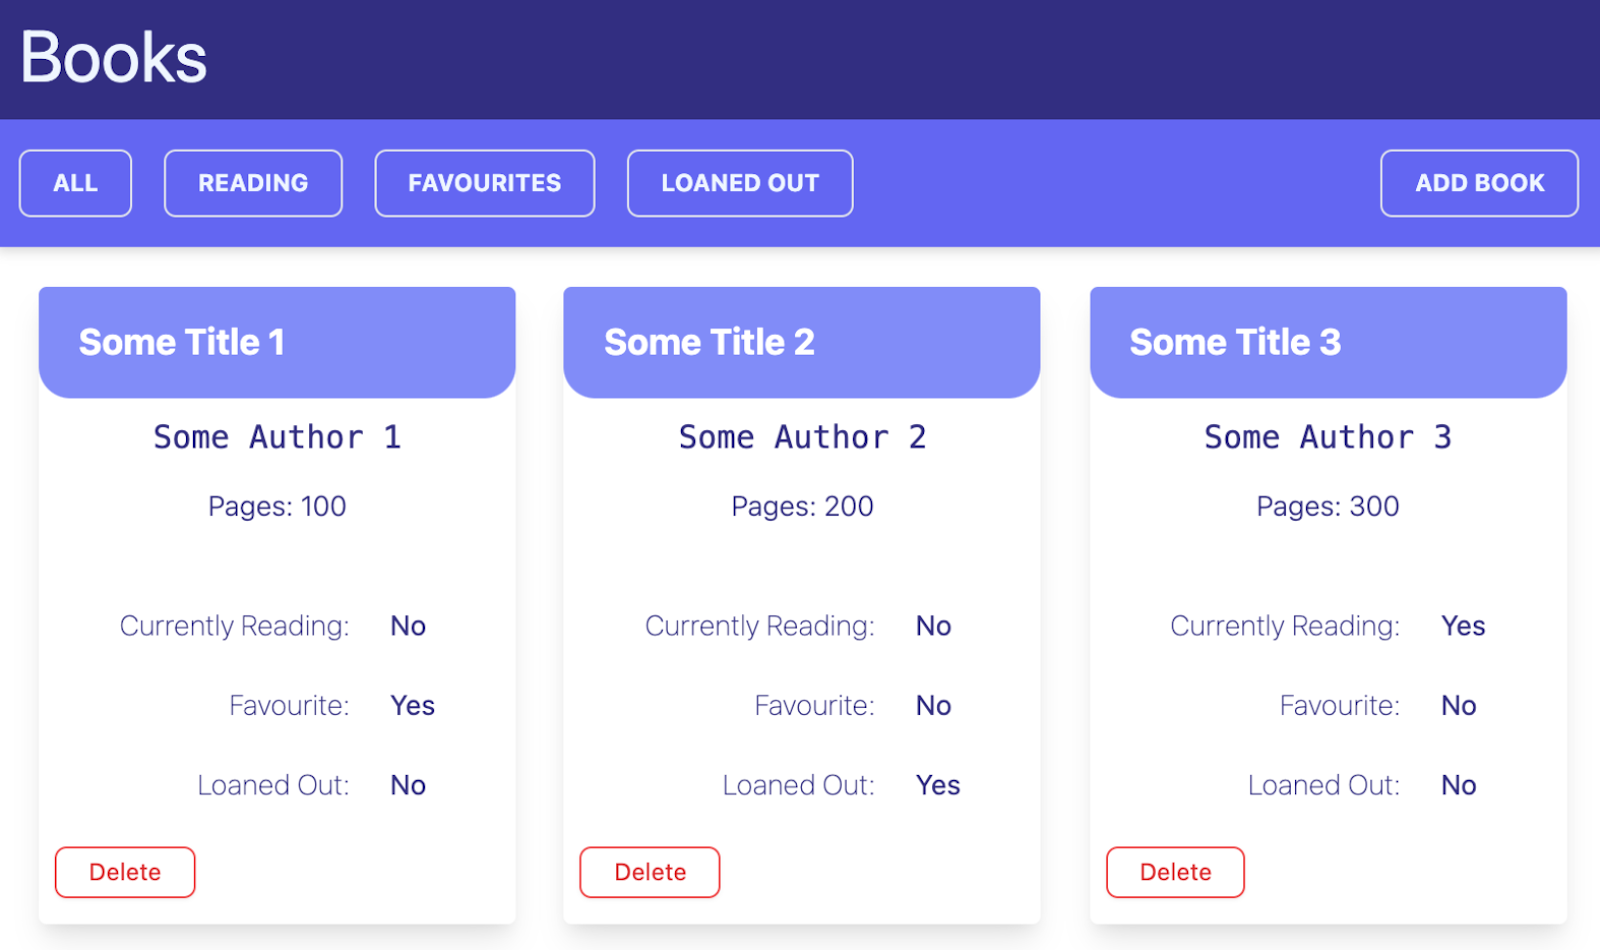 Books
ALL READING FAVOURITES LOANED OUT ADD BOOK
Some Title 1
Some Author 1
Pages: 100
Currently Reading: No
Favourite: Yes
Loaned Out: No
Delete
Some Title 2
Some Author 2
Pages: 200
Currently Reading: No
Favourite: No
Loaned Out: Yes
Delete
Some Title 3
Some Author 3
Pages: 300
Currently Reading: Yes
Favourite: No
Loaned Out: No
Delete